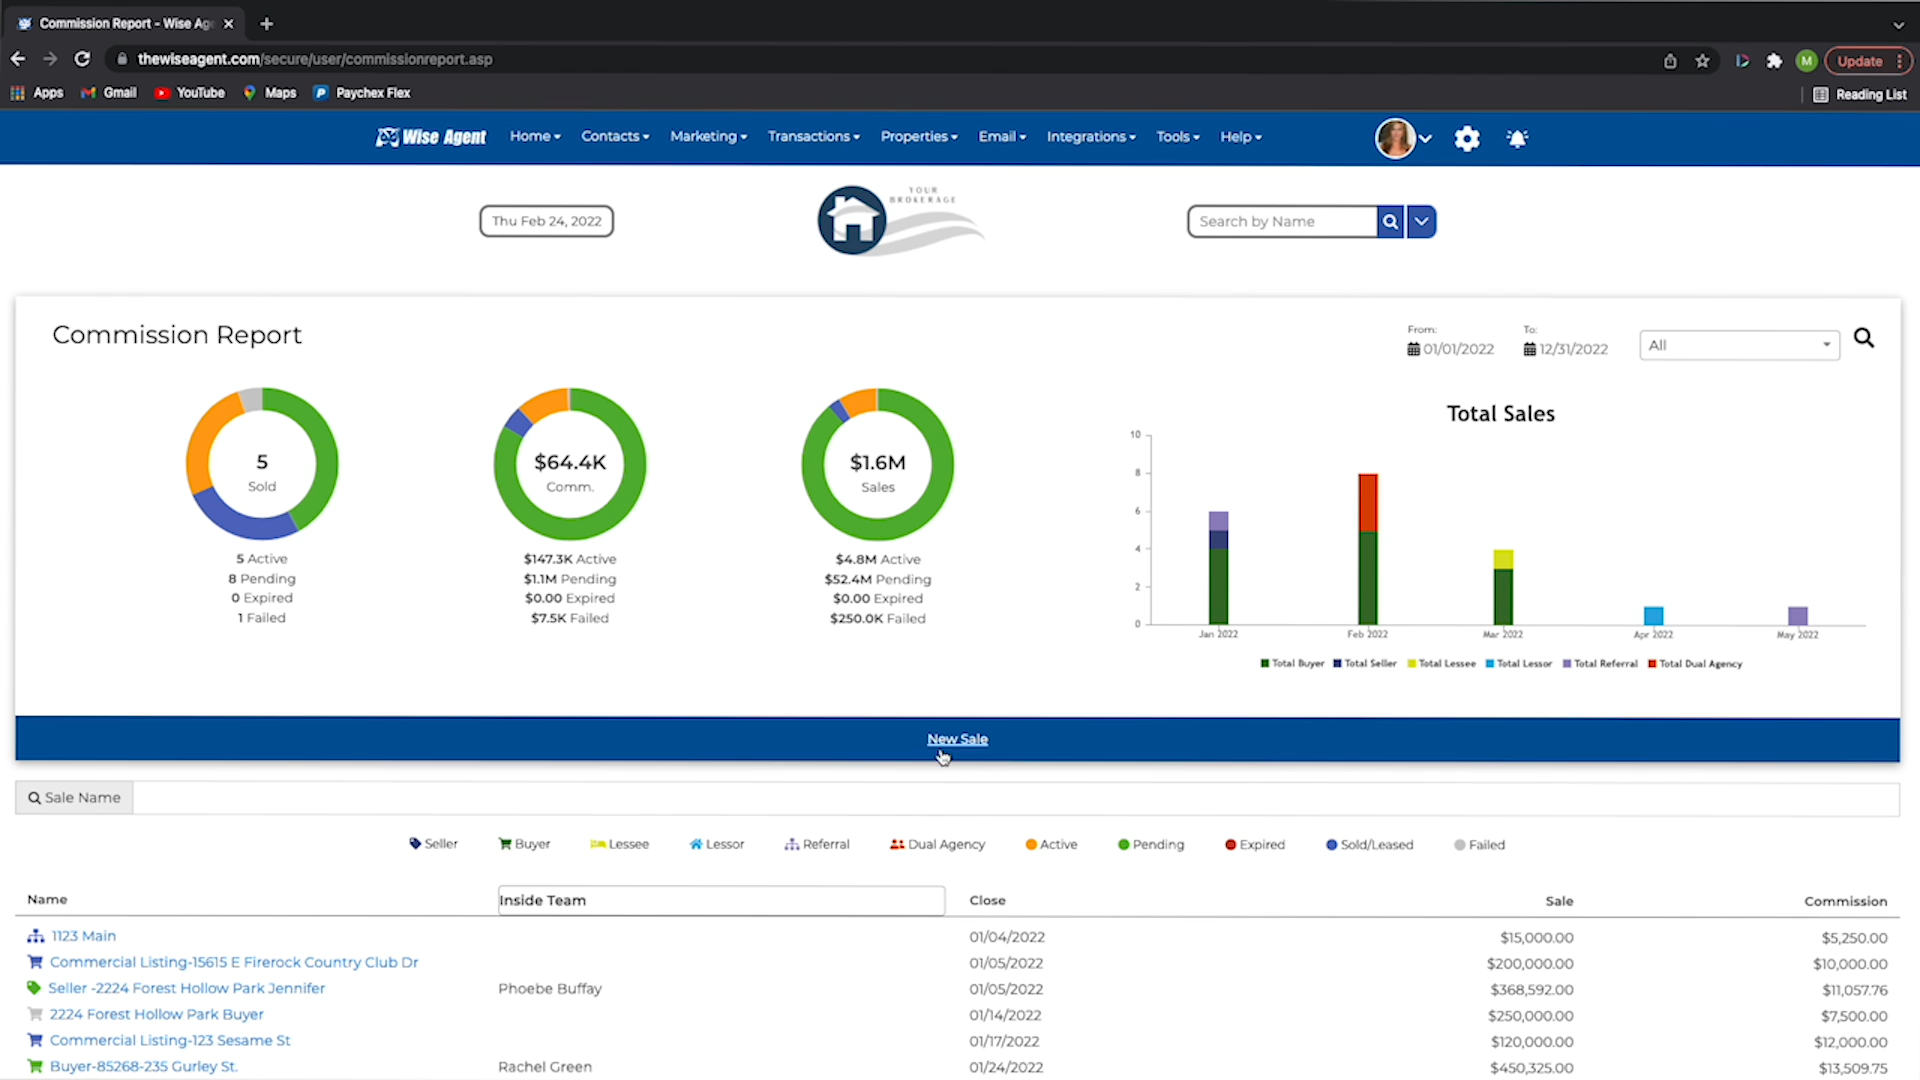 Commission Report - Wise Ag
thewiseagent.com/secure/user/commissionreport.asp
M
Update
Apps
Gmail
YouTube
Maps
Paychex Flex
Reading List
Wise Agent
Home
Contacts
Marketing
Transactions
Properties
Email
Integrations
Tools
Help
Thu Feb 24, 2022
YOUR
BROKERAGE
Search by Name
Commission Report
From:
01/01/2022
To:
12/31/2022
All
5
Sold
5 Active
8 Pending
0 Expired
1 Failed
$64.4K
Comm.
$147.3K Active
$1.1M Pending
$0.00 Expired
$7.5K Failed
$1.6M
Sales
$4.8M Active
$52.4M Pending
$0.00 Expired
$250.0K Failed
Total Sales
10
8
6
4
2
0
Jan 2022
Feb 2022
Mar 2022
Apr 2022
May 2022
Total Buyer Total Seller Total Lessee Total Lessor Total Referral Total Dual Agency
New Sale
Sale Name
Seller Buyer Lessee Lessor Referral Dual Agency Active Pending Expired Sold/Leased Failed
Name Inside Team Close Sale Commission
1123 Main 01/04/2022 $15,000.00 $5,250.00
Commercial Listing-15615 E Firerock Country Club Dr 01/05/2022 $200,000.00 $10,000.00
Seller -2224 Forest Hollow Park Jennifer Phoebe Buffay 01/05/2022 $368,592.00 $11,057.76
2224 Forest Hollow Park Buyer 01/14/2022 $250,000.00 $7,500.00
Commercial Listing-123 Sesame St 01/17/2022 $120,000.00 $12,000.00
Buyer-85268-235 Gurley St. Rachel Green 01/24/2022 $450,325.00 $13,509.75